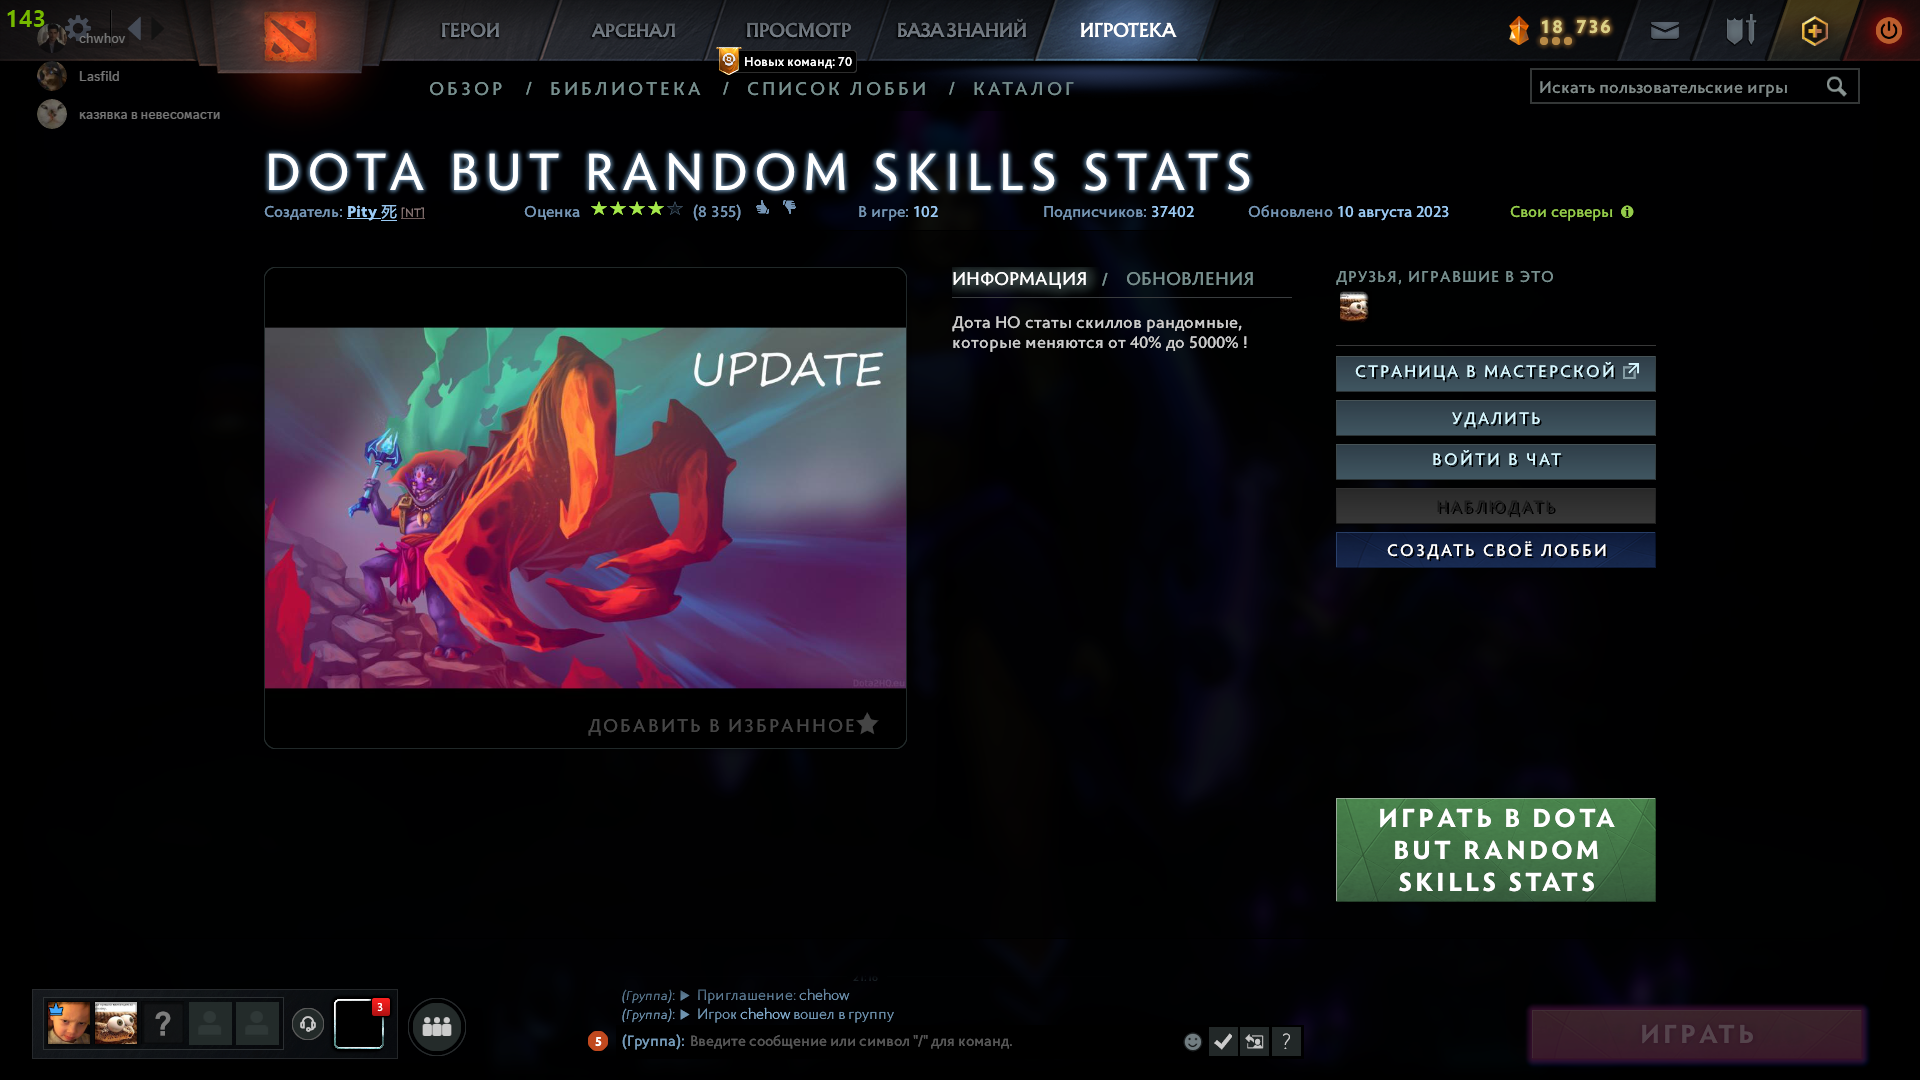 143
chwhov
Lasfild
казявка в невесомасти
ГЕРОИ
АРСЕНАЛ
ПРОСМОТР
БАЗА ЗНАНИЙ
ИГРОТЕКА
Новых команд: 70
18 736
ОБЗОР / БИБЛИОТЕКА / СПИСОК ЛОББИ / КАТАЛОГ
Искать пользовательские игры
DOTA BUT RANDOM SKILLS STATS
Создатель: Pity 死 [NT]
Оценка (8 355)
В игре: 102
Подписчиков: 37402
Обновлено 10 августа 2023
Свои серверы
UPDATE
Dota2HQ.eu
ДОБАВИТЬ В ИЗБРАННОЕ
ИНФОРМАЦИЯ / ОБНОВЛЕНИЯ
Дота НО статы скиллов рандомные,
которые меняются от 40% до 5000% !
ДРУЗЬЯ, ИГРАВШИЕ В ЭТО
СТРАНИЦА В МАСТЕРСКОЙ
УДАЛИТЬ
ВОЙТИ В ЧАТ
НАБЛЮДАТЬ
СОЗДАТЬ СВОЁ ЛОББИ
ИГРАТЬ В DOTA
BUT RANDOM
SKILLS STATS
?
3
(Группа): Приглашение: chehow
(Группа): Игрок chehow вошел в группу
5
(Группа): Введите сообщение или символ "/" для команд.
?
ИГРАТЬ